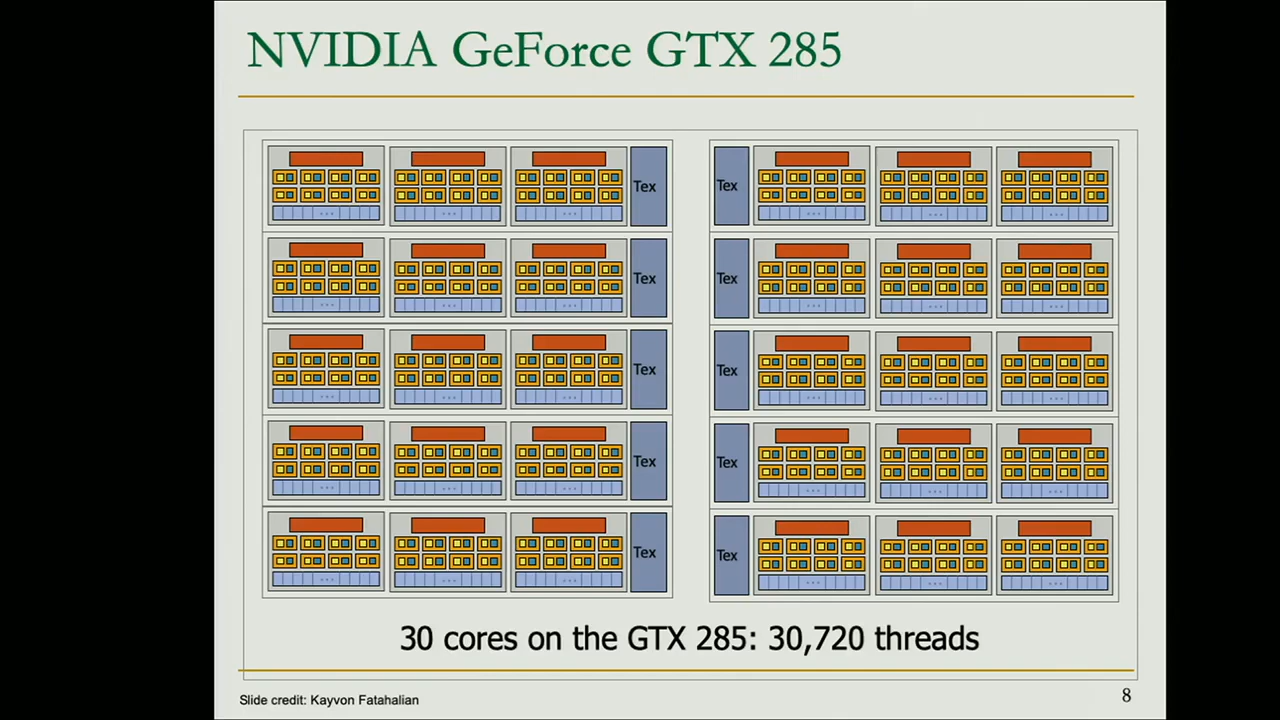 NVIDIA GeForce GTX 285
Tex
Tex
Tex
Tex
Tex
Tex
Tex
Tex
Tex
Tex
30 cores on the GTX 285: 30,720 threads
Slide credit: Kayvon Fatahalian
8